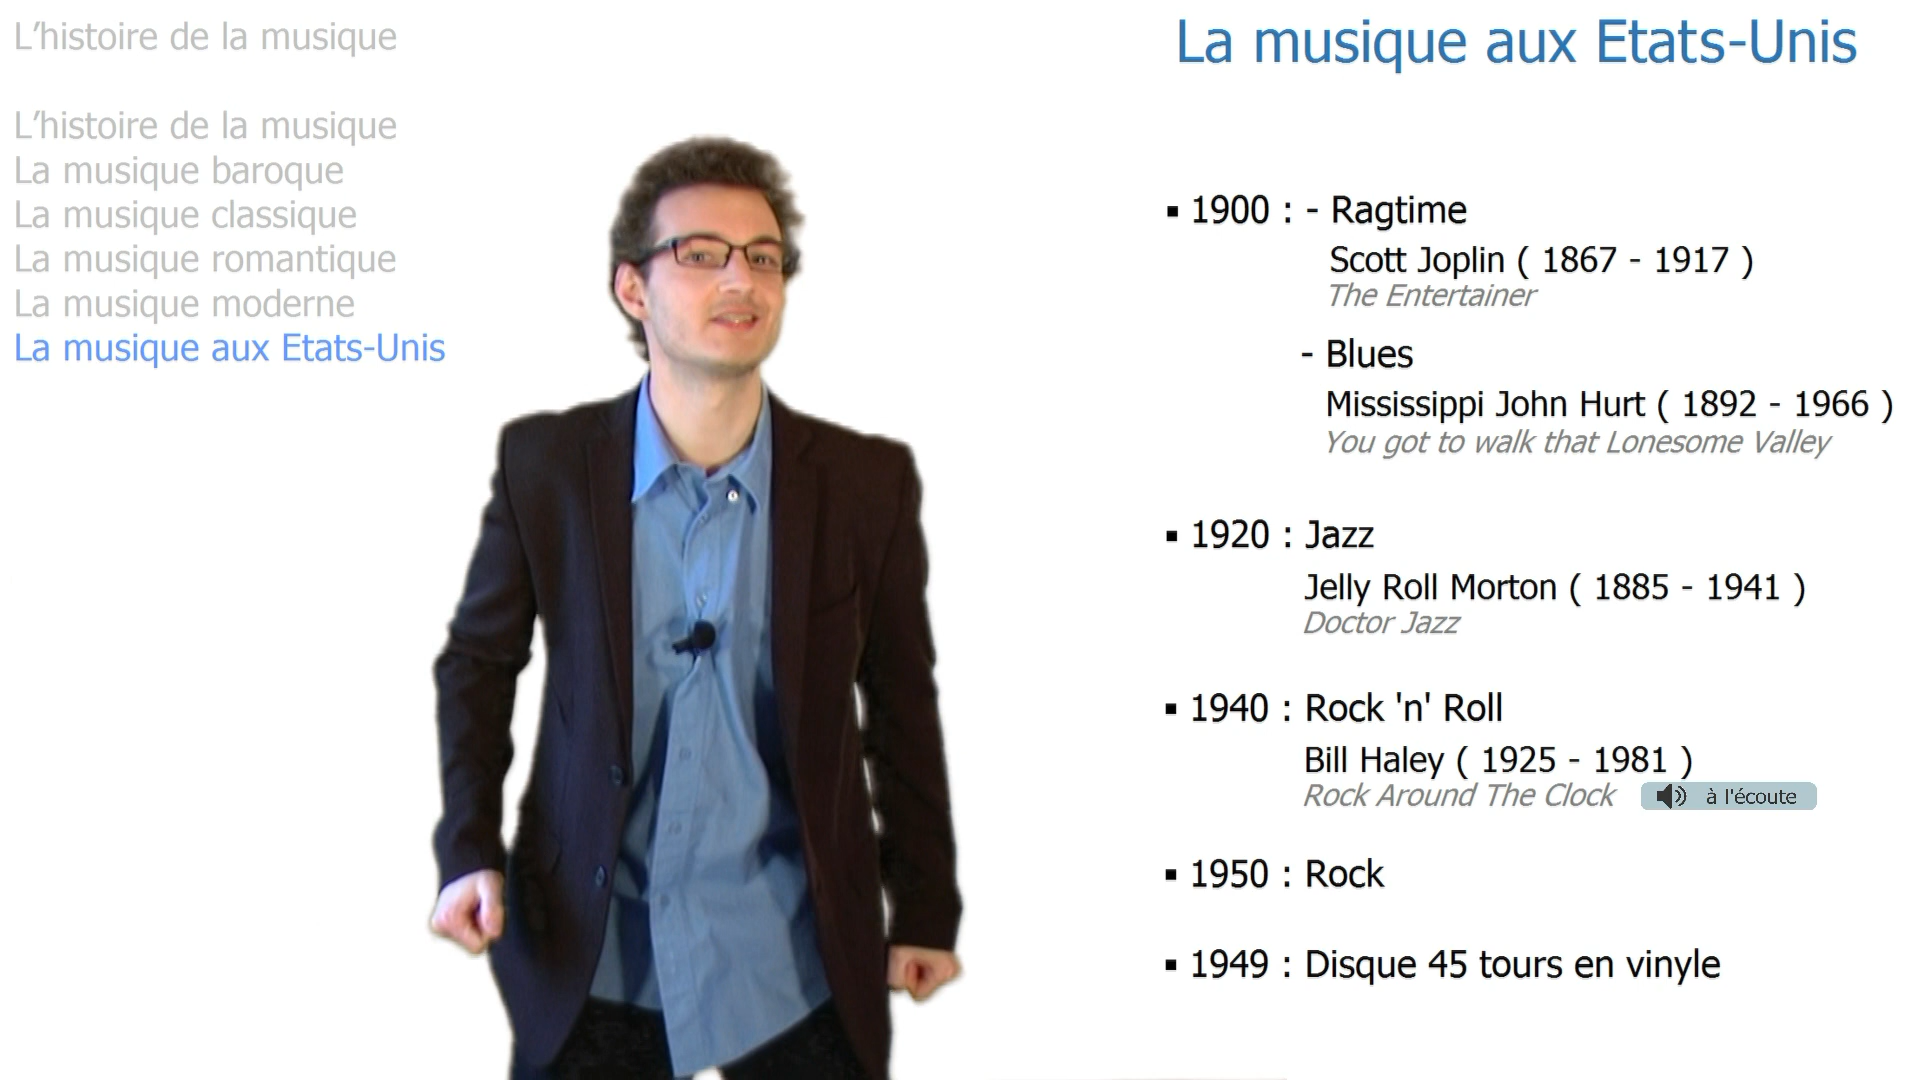 L’histoire de la musique
L’histoire de la musique
La musique baroque
La musique classique
La musique romantique
La musique moderne
La musique aux Etats-Unis
La musique aux Etats-Unis
▪ 1900 : - Ragtime
Scott Joplin ( 1867 - 1917 )
The Entertainer
- Blues
Mississippi John Hurt ( 1892 - 1966 )
You got to walk that Lonesome Valley
▪ 1920 : Jazz
Jelly Roll Morton ( 1885 - 1941 )
Doctor Jazz
▪ 1940 : Rock 'n' Roll
Bill Haley ( 1925 - 1981 )
Rock Around The Clock à l'écoute
▪ 1950 : Rock
▪ 1949 : Disque 45 tours en vinyle